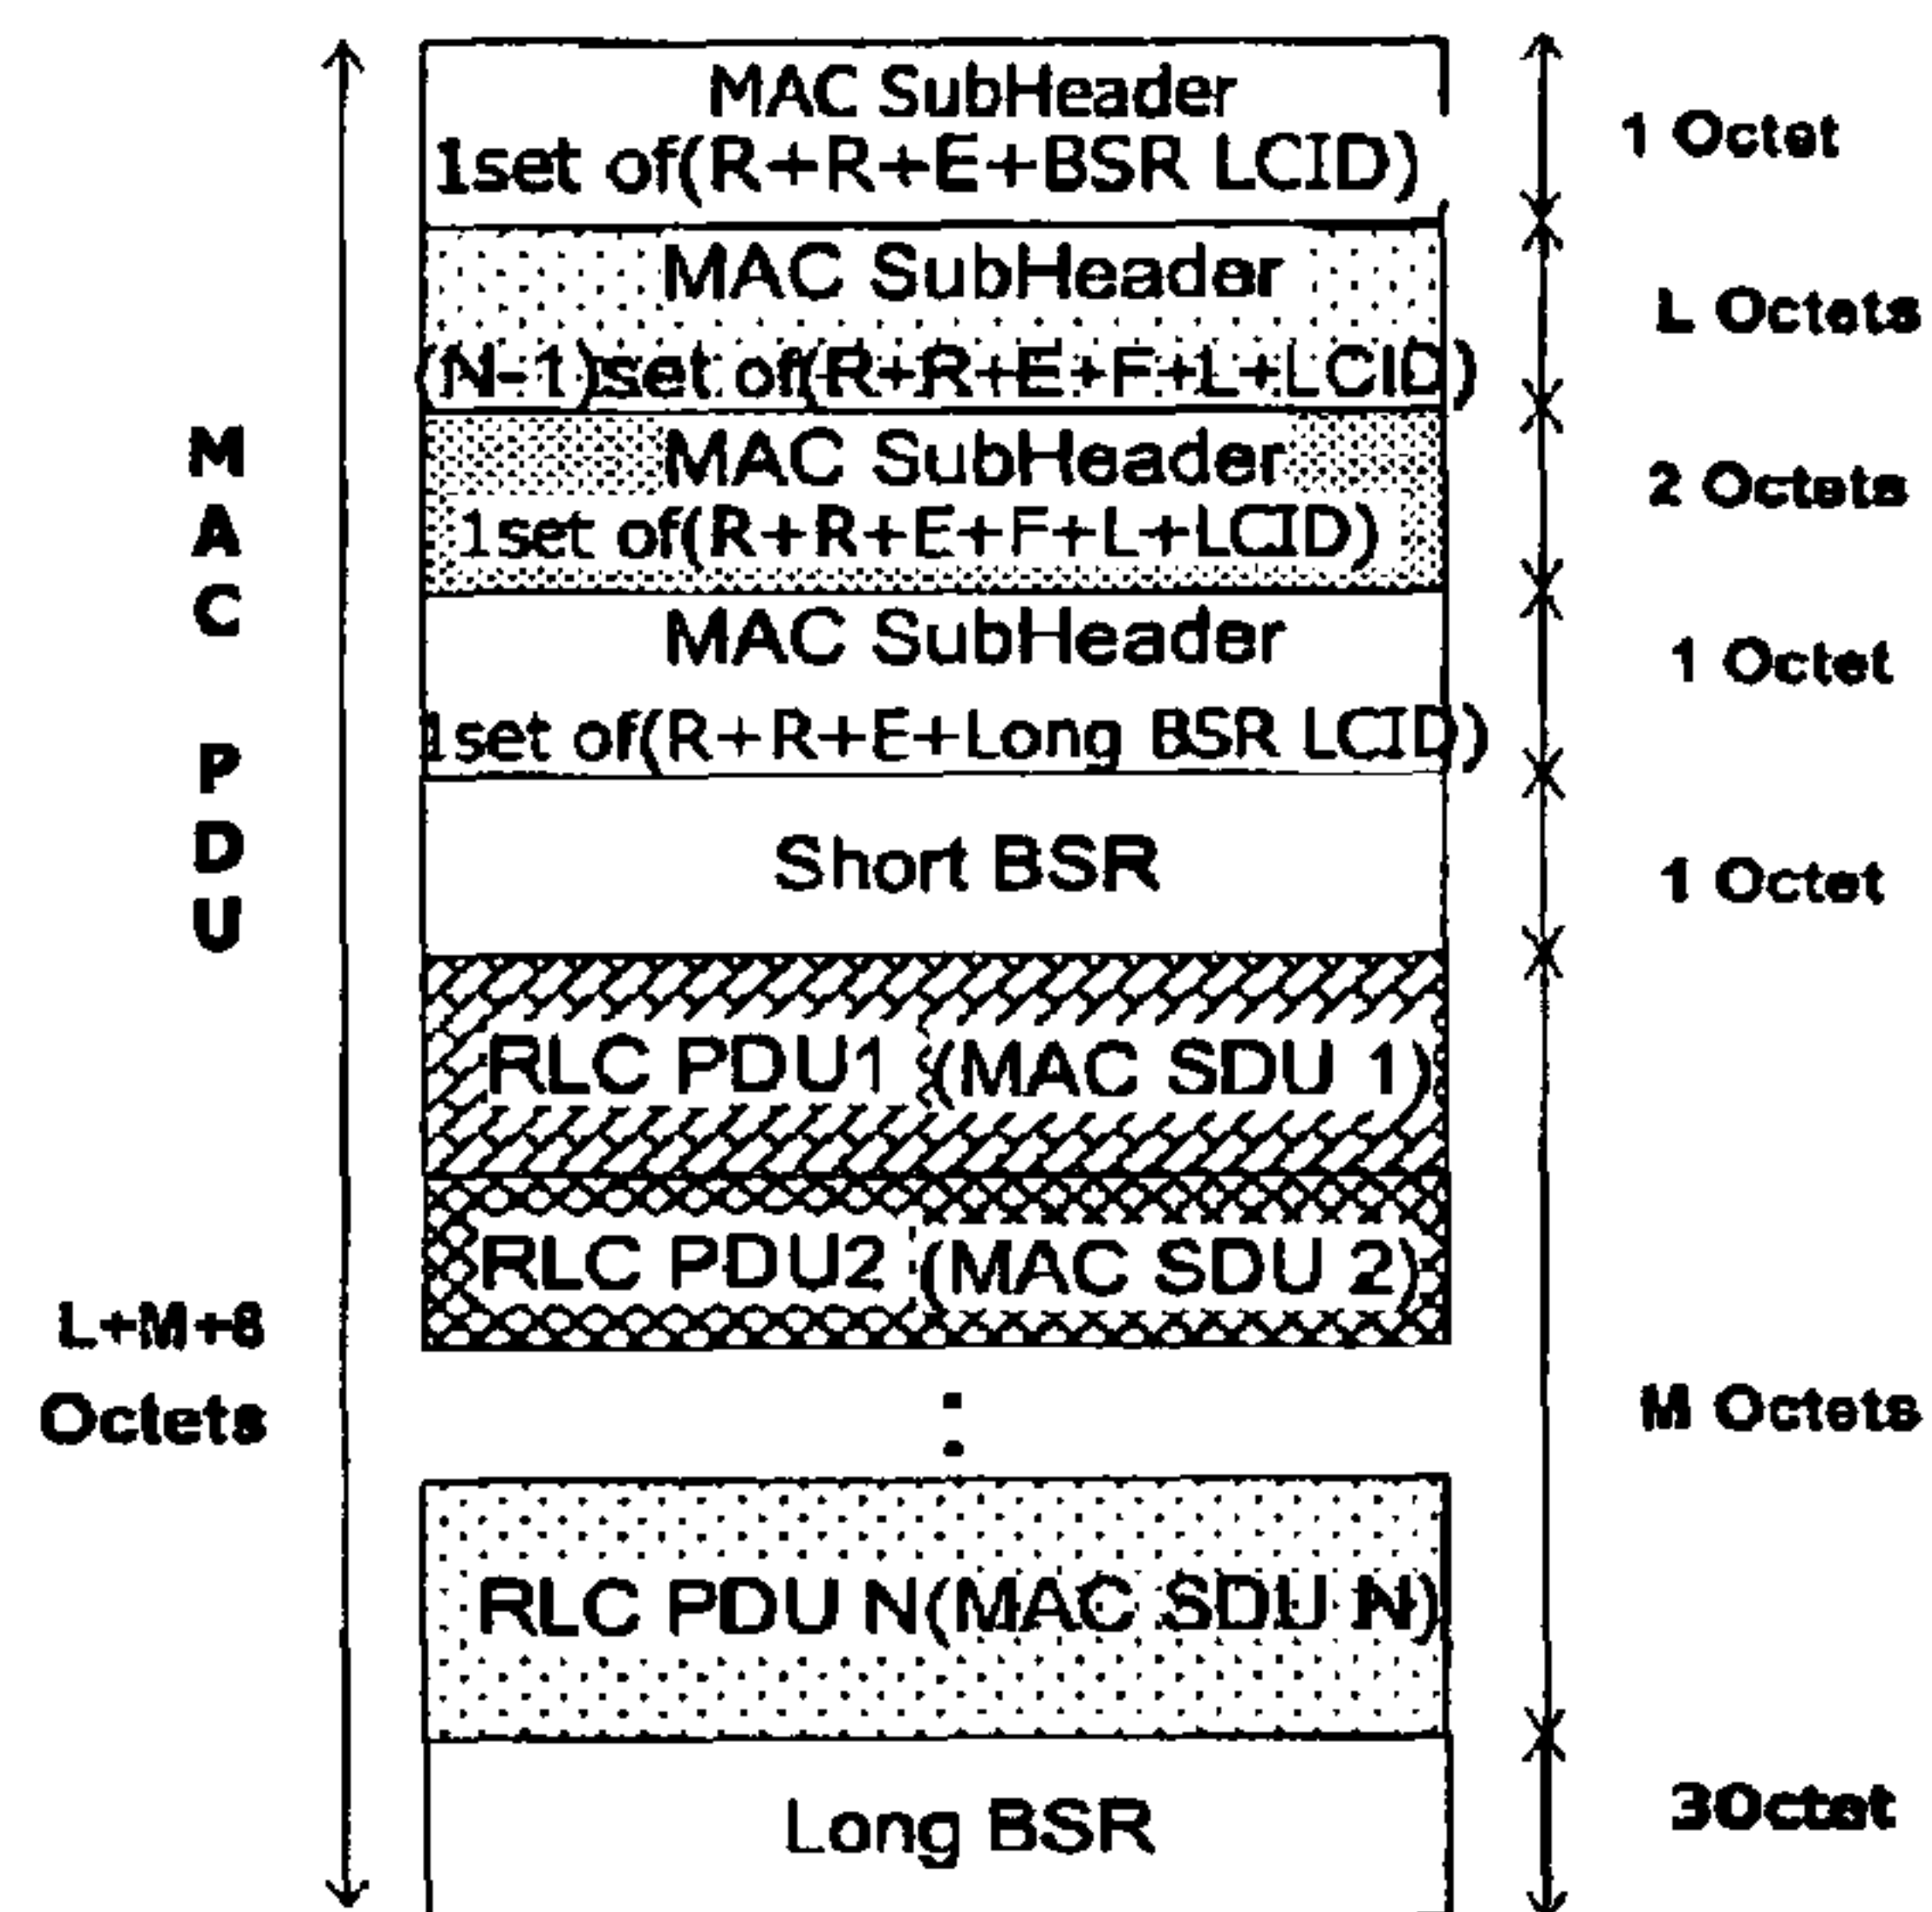 MAC SubHeader
1set of(R+R+E+BSR LCID)
1 Octet
MAC SubHeader
(N-1)set of(R+R+E+F+L+LCID)
L Octets
MAC SubHeader
1set of(R+R+E+F+L+LCID)
2 Octets
MAC SubHeader
1set of(R+R+E+Long BSR LCID)
1 Octet
Short BSR
1 Octet
MAC PDU
RLC PDU1 (MAC SDU 1)
RLC PDU2 (MAC SDU 2)
L+M+8
Octets
:
M Octets
RLC PDU N(MAC SDU N)
Long BSR
3Octet